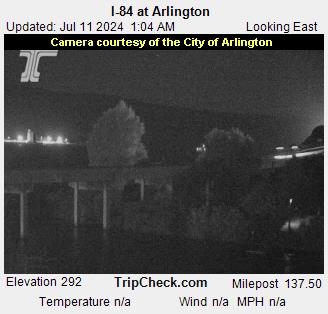 I-84 at Arlington
Updated: Jul 11 2024 1:04 AM Looking East
Camera courtesy of the City of Arlington
Elevation 292 TripCheck.com Milepost 137.50
Temperature n/a Wind n/a MPH n/a